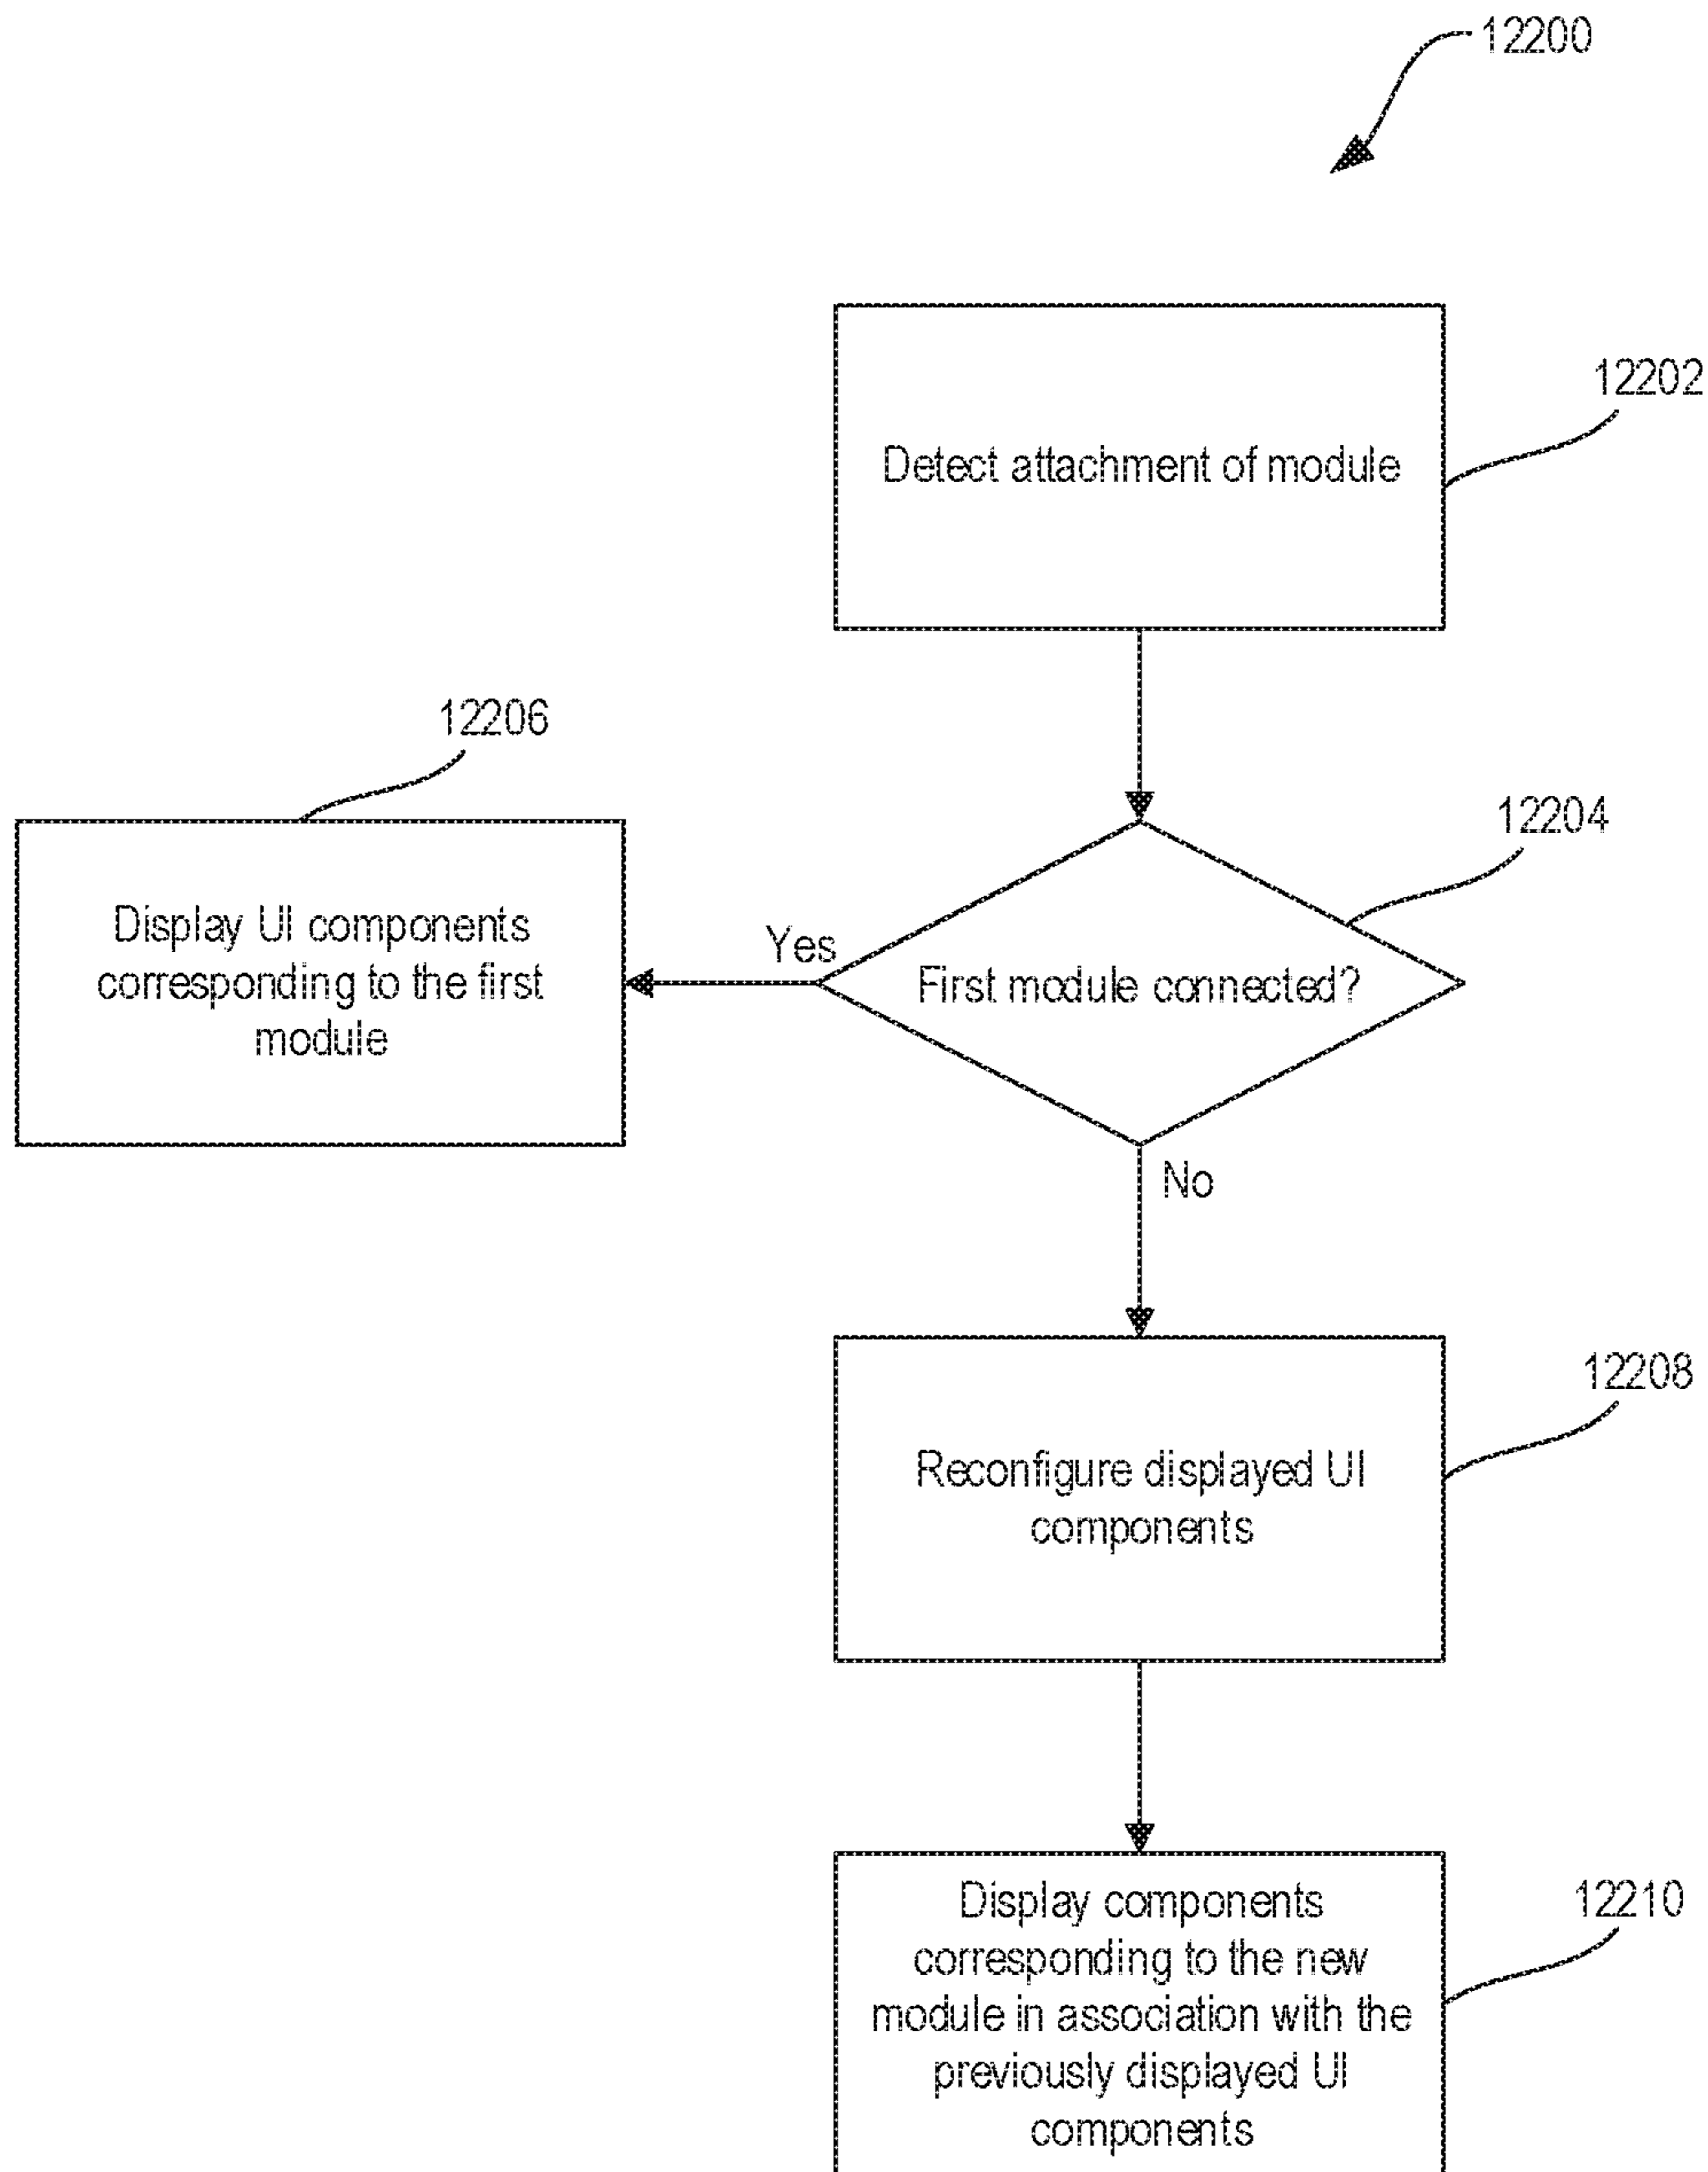 12200
12202
Detect attachment of module
12206
12204
Display UI components
corresponding to the first
module
Yes
First module connected?
No
12208
Reconfigure displayed UI
components
12210
Display components
corresponding to the new
module in association with the
previously displayed UI
components